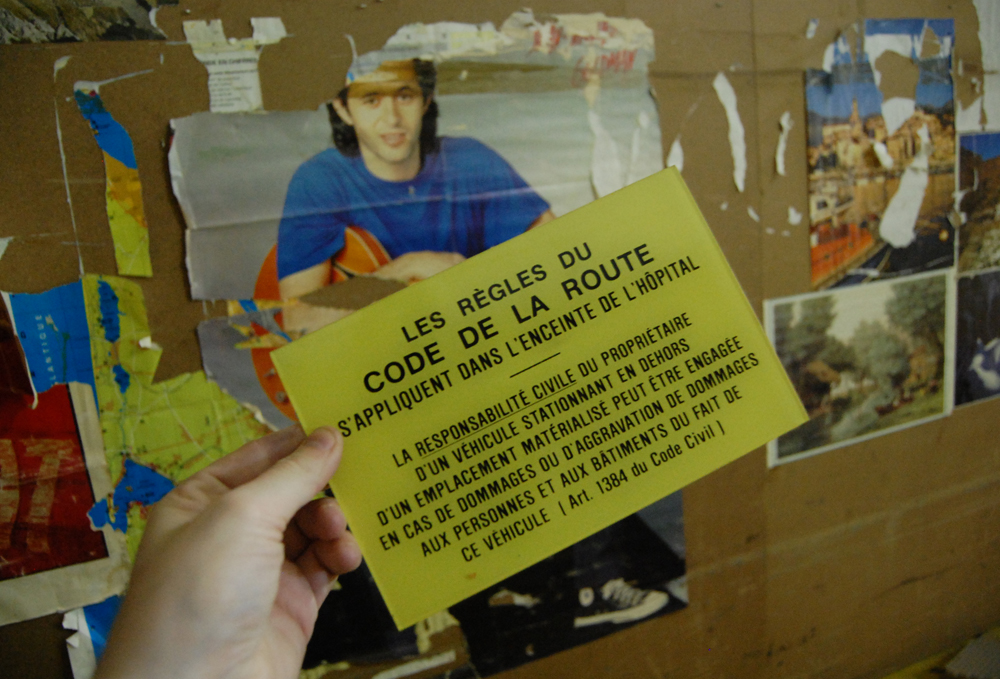 LES RÈGLES DU
CODE DE LA ROUTE
S'APPLIQUENT DANS L'ENCEINTE DE L'HÔPITAL
LA RESPONSABILITÉ CIVILE DU PROPRIÉTAIRE
D'UN VÉHICULE STATIONNANT EN DEHORS
D'UN EMPLACEMENT MATÉRIALISÉ PEUT ÊTRE ENGAGÉE
EN CAS DE DOMMAGES OU D'AGGRAVATION DE DOMMAGES
AUX PERSONNES ET AUX BÂTIMENTS DU FAIT DE
CE VÉHICULE ( Art. 1384 du Code Civil )
LANTIQUE